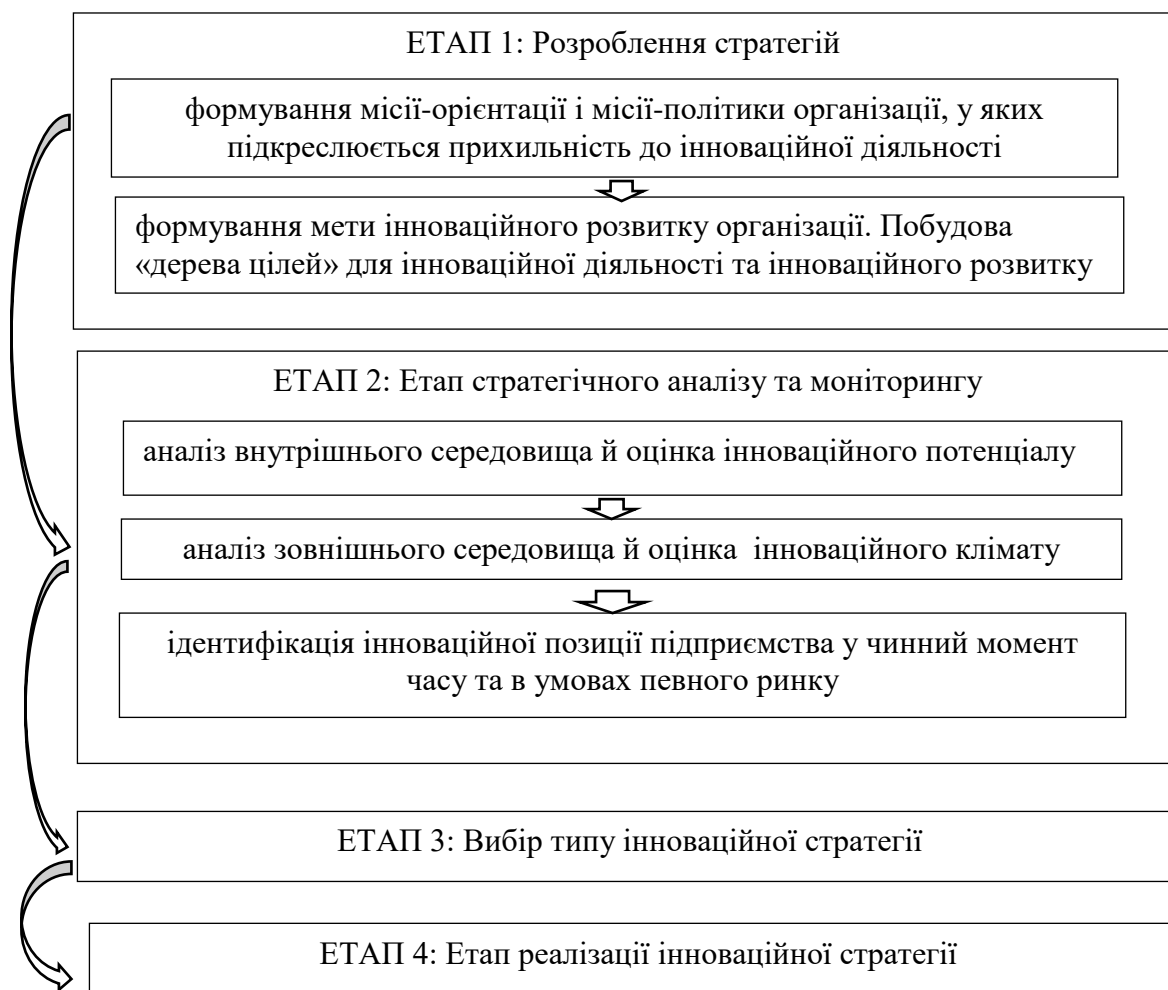 ЕТАП 1: Розроблення стратегій
формування місії-орієнтації і місії-політики організації, у яких
підкреслюється прихильність до інноваційної діяльності
формування мети інноваційного розвитку організації. Побудова
«дерева цілей» для інноваційної діяльності та інноваційного розвитку
ЕТАП 2: Етап стратегічного аналізу та моніторингу
аналіз внутрішнього середовища й оцінка інноваційного потенціалу
аналіз зовнішнього середовища й оцінка інноваційного клімату
ідентифікація інноваційної позиції підприємства у чинний момент
часу та в умовах певного ринку
ЕТАП 3: Вибір типу інноваційної стратегії
ЕТАП 4: Етап реалізації інноваційної стратегії